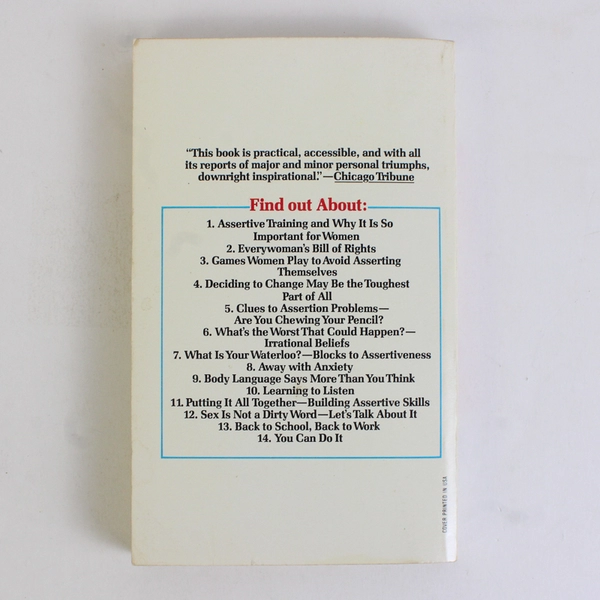 “This book is practical, accessible, and with all
its reports of major and minor personal triumphs,
downright inspirational.”—Chicago Tribune
Find out About:
1. Assertive Training and Why It Is So
Important for Women
2. Everywoman's Bill of Rights
3. Games Women Play to Avoid Asserting
Themselves
4. Deciding to Change May Be the Toughest
Part of All
5. Clues to Assertion Problems—
Are You Chewing Your Pencil?
6. What's the Worst That Could Happen?—
Irrational Beliefs
7. What Is Your Waterloo?—Blocks to Assertiveness
8. Away with Anxiety
9. Body Language Says More Than You Think
10. Learning to Listen
11. Putting It All Together—Building Assertive Skills
12. Sex Is Not a Dirty Word—Let's Talk About It
13. Back to School, Back to Work
14. You Can Do It
COVER PRINTED IN USA